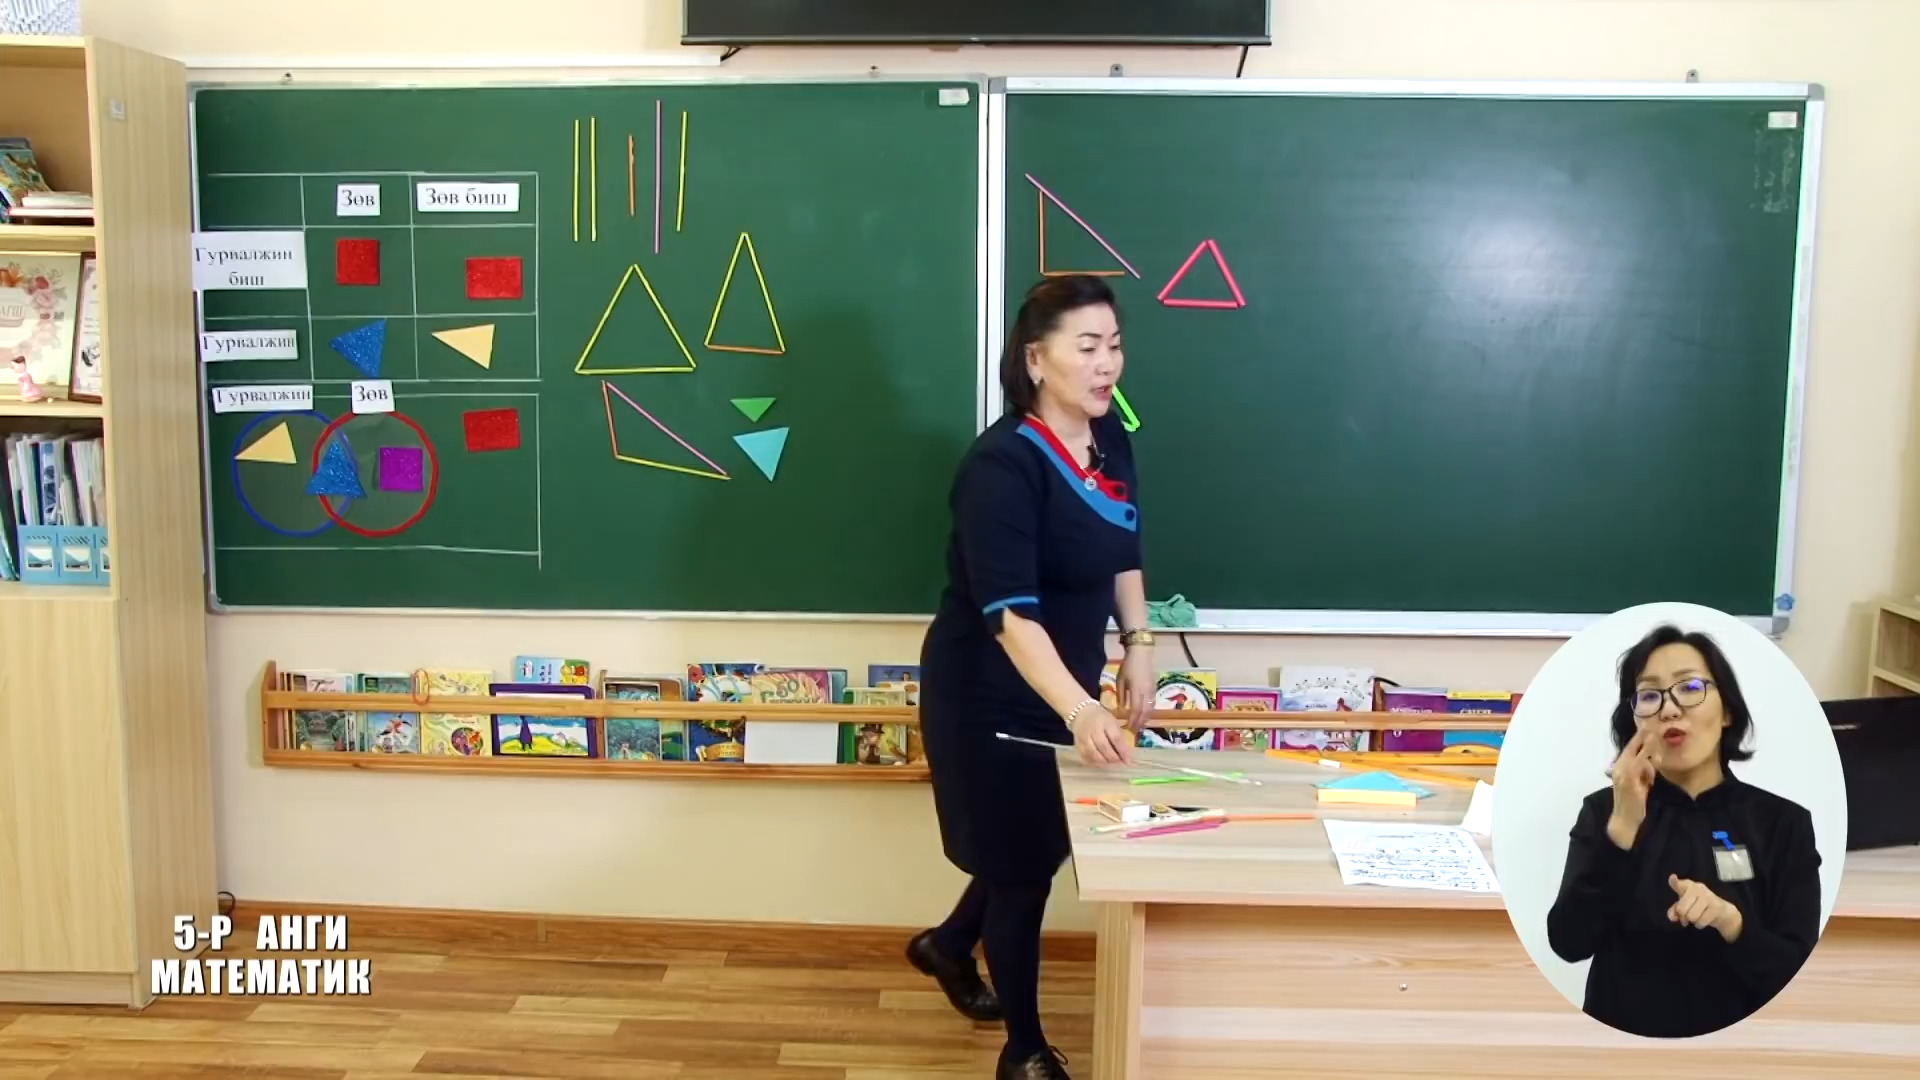 Зөв
Зөв биш
Гурвалжин
биш
Гурвалжин
Гурвалжин
Зөв
5-Р АНГИ
МАТЕМАТИК